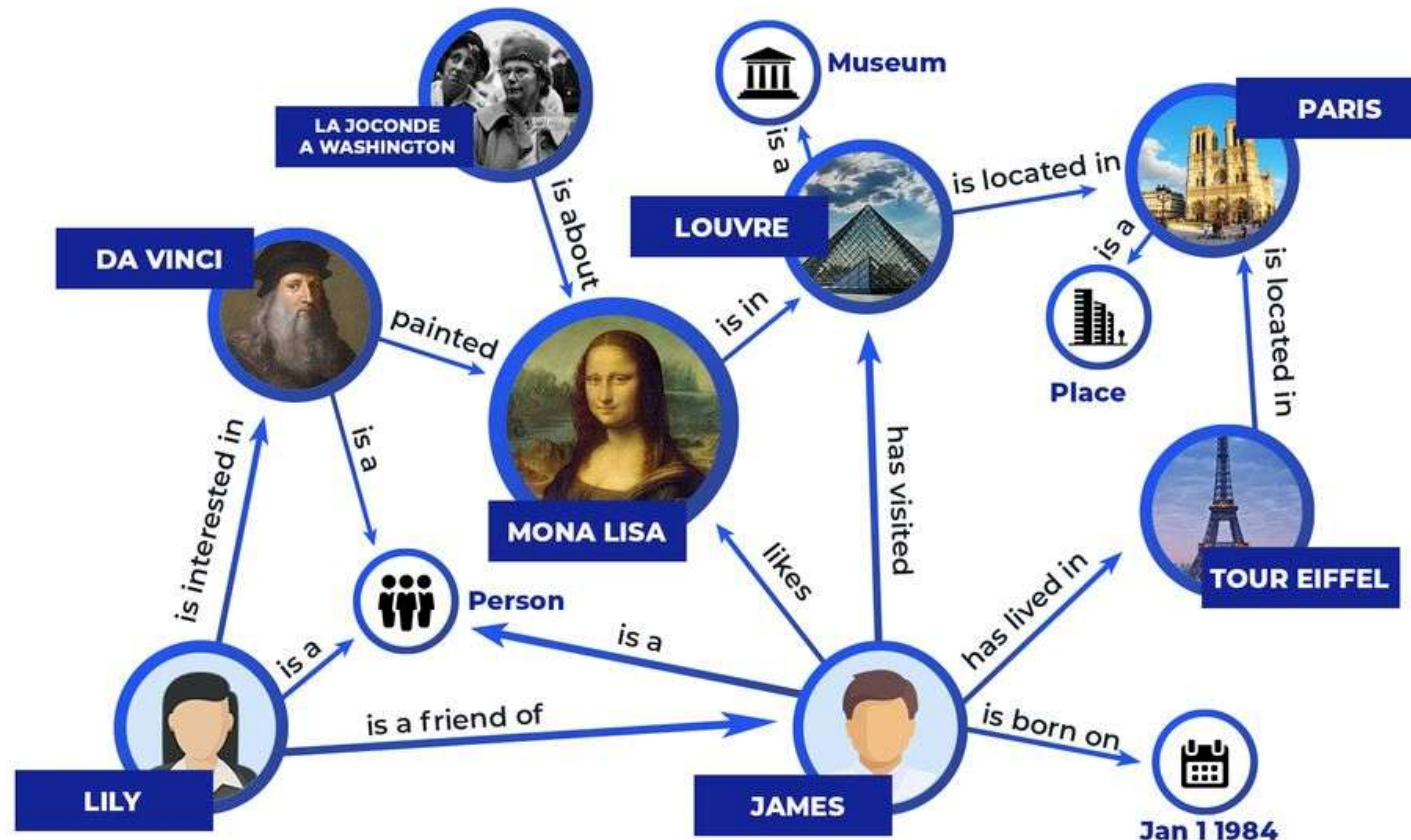 Museum
PARIS
LA JOCONDE
A WASHINGTON
is a
is located in
is about
LOUVRE
is a
DA VINCI
is located in
painted
is in
Place
is a
has visited
MONA LISA
is interested in
likes
TOUR EIFFEL
Person
has lived in
is a
is a
is a friend of
is born on
LILY
JAMES
Jan 1 1984